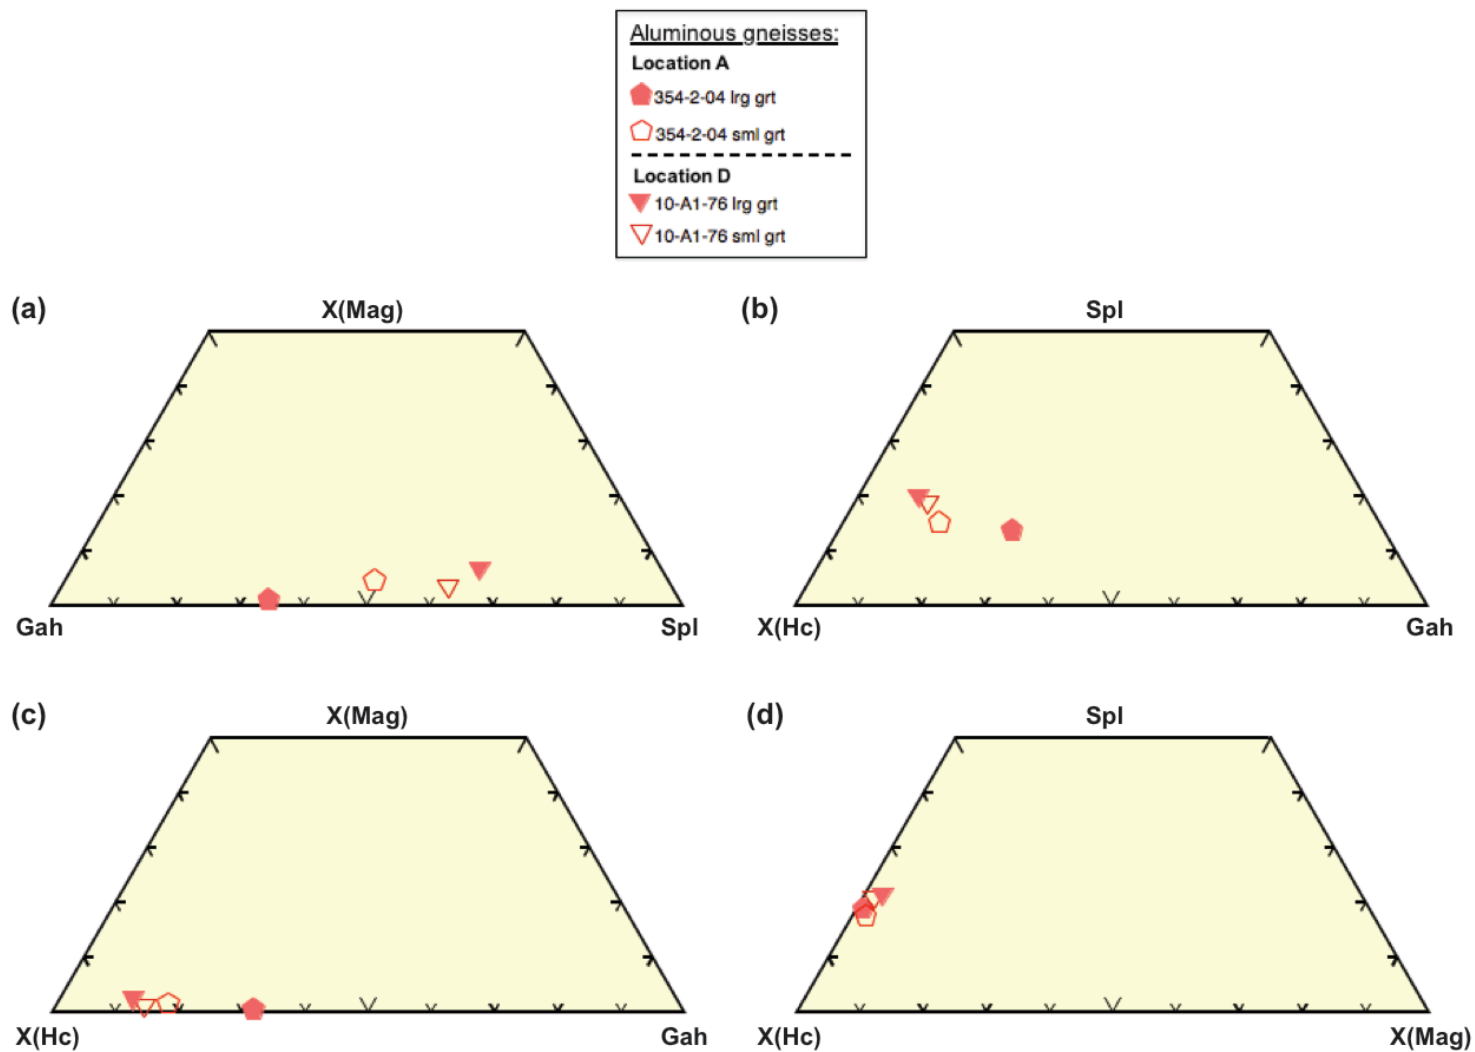 Aluminous gneisses:
Location A
354-2-04 lrg grt
354-2-04 sml grt
Location D
10-A1-76 lrg grt
10-A1-76 sml grt
(a)
X(Mag)
Gah
Spl
(b)
Spl
X(Hc)
Gah
(c)
X(Mag)
X(Hc)
Gah
(d)
Spl
X(Hc)
X(Mag)